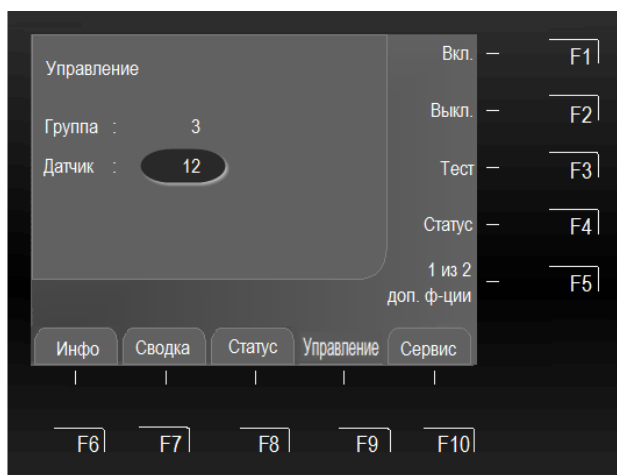 Управление
Группа : 3
Датчик : 12
Вкл. — F1
Выкл. — F2
Тест — F3
Статус — F4
1 из 2
доп. ф-ции — F5
Инфо Сводка Статус Управление Сервис
F6 F7 F8 F9 F10